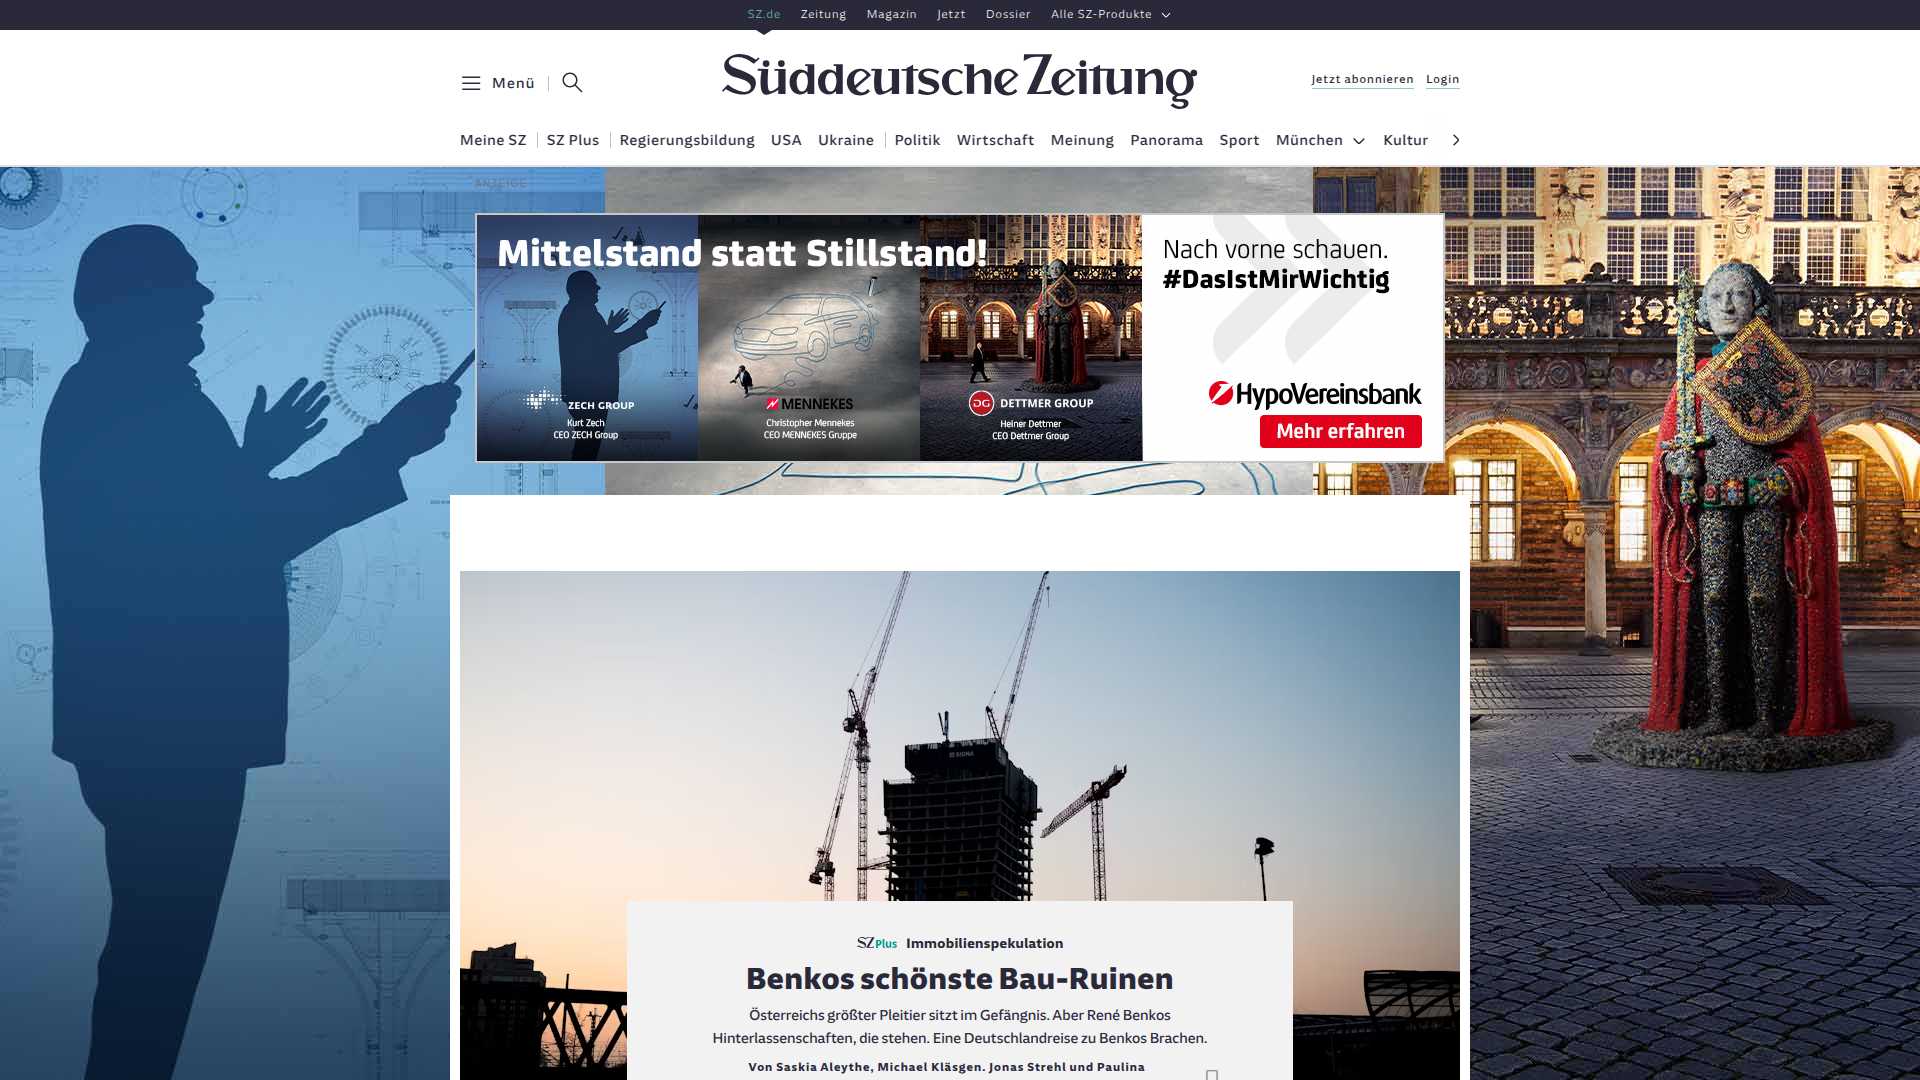 SZ.de Zeitung Magazin Jetzt Dossier Alle SZ-Produkte
Menü
Süddeutsche Zeitung
Jetzt abonnieren Login
Meine SZ SZ Plus Regierungsbildung USA Ukraine Politik Wirtschaft Meinung Panorama Sport München Kultur
ANZEIGE
Mittelstand statt Stillstand!
ZECH GROUP
Kurt Zech
CEO ZECH Group
MENNEKES
Christopher Mennekes
CEO MENNEKES Gruppe
DG DETTMER GROUP
Heiner Dettmer
CEO Dettmer Group
Nach vorne schauen.
#DasIstMirWichtig
HypoVereinsbank
Mehr erfahren
SIGNA
SZ Plus Immobilienspekulation
Benkos schönste Bau-Ruinen
Österreichs größter Pleitier sitzt im Gefängnis. Aber René Benkos
Hinterlassenschaften, die stehen. Eine Deutschlandreise zu Benkos Brachen.
Von Saskia Aleythe, Michael Kläsgen, Jonas Strehl und Paulina